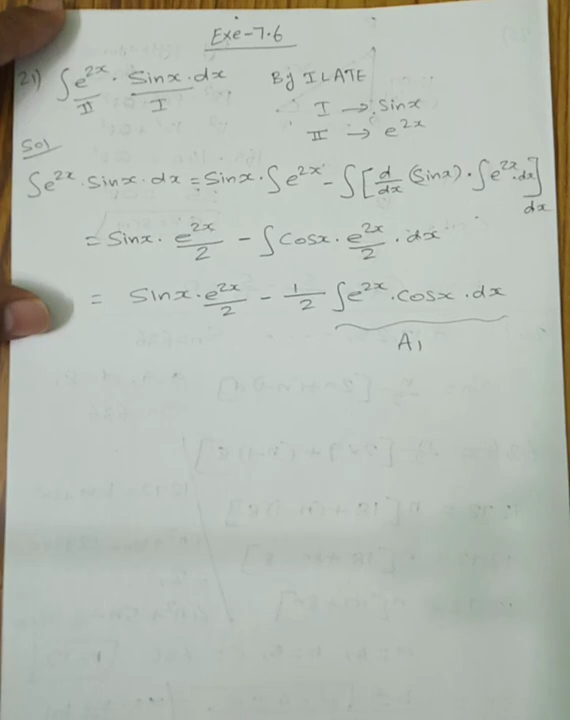 Exe-7.6
21) ∫e^2x . Sinx . dx By ILATE
II I I → Sinx
II → e^2x
Sol
∫e^2x . Sinx . dx = Sinx . ∫e^2x - ∫[d/dx (Sinx) . ∫e^2x . dx] dx
= Sinx . e^2x/2 - ∫Cosx . e^2x/2 . dx
= Sinx . e^2x/2 - 1/2 ∫e^2x . cosx . dx
A1